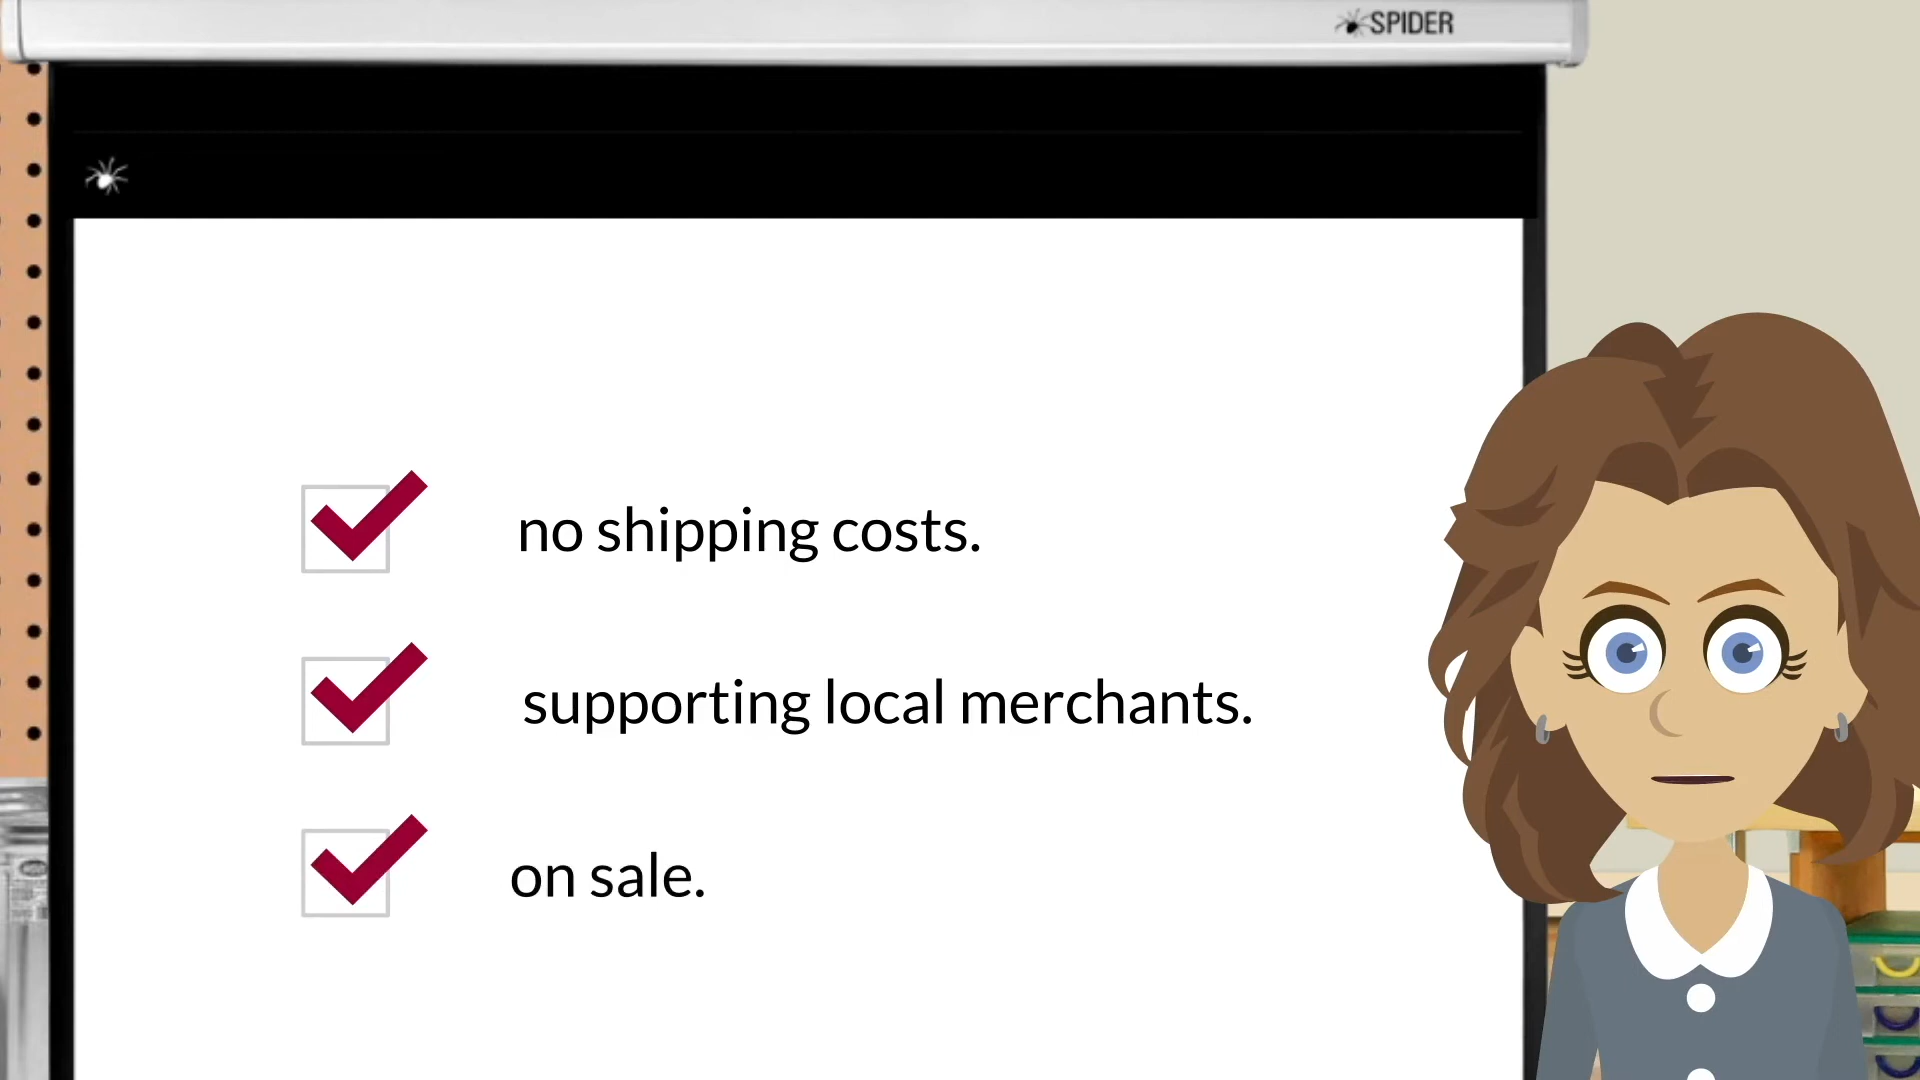 SPIDER
no shipping costs.
supporting local merchants.
on sale.